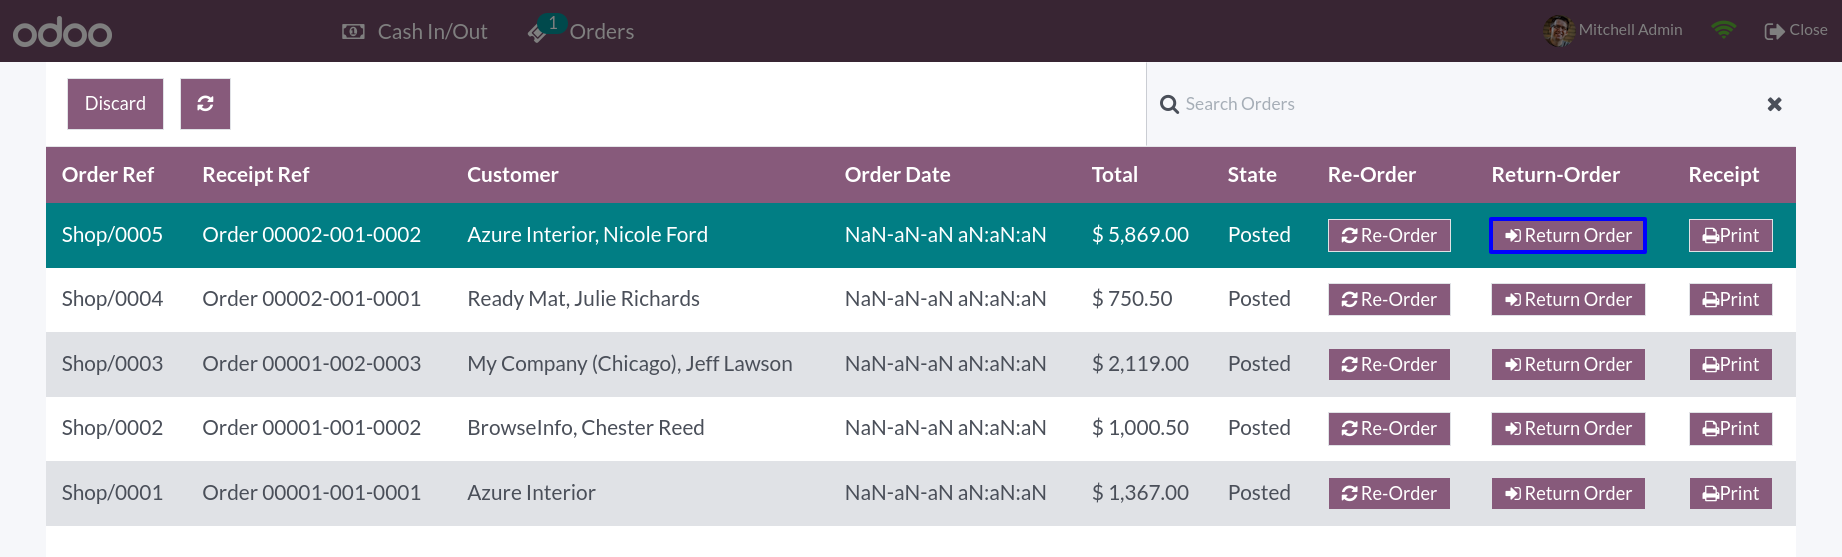 odoo Cash In/Out 1 Orders Mitchell Admin Close
Discard Search Orders
Order Ref Receipt Ref Customer Order Date Total State Re-Order Return-Order Receipt
Shop/0005 Order 00002-001-0002 Azure Interior, Nicole Ford NaN-aN-aN aN:aN:aN $ 5,869.00 Posted Re-Order Return Order Print
Shop/0004 Order 00002-001-0001 Ready Mat, Julie Richards NaN-aN-aN aN:aN:aN $ 750.50 Posted Re-Order Return Order Print
Shop/0003 Order 00001-002-0003 My Company (Chicago), Jeff Lawson NaN-aN-aN aN:aN:aN $ 2,119.00 Posted Re-Order Return Order Print
Shop/0002 Order 00001-001-0002 BrowseInfo, Chester Reed NaN-aN-aN aN:aN:aN $ 1,000.50 Posted Re-Order Return Order Print
Shop/0001 Order 00001-001-0001 Azure Interior NaN-aN-aN aN:aN:aN $ 1,367.00 Posted Re-Order Return Order Print